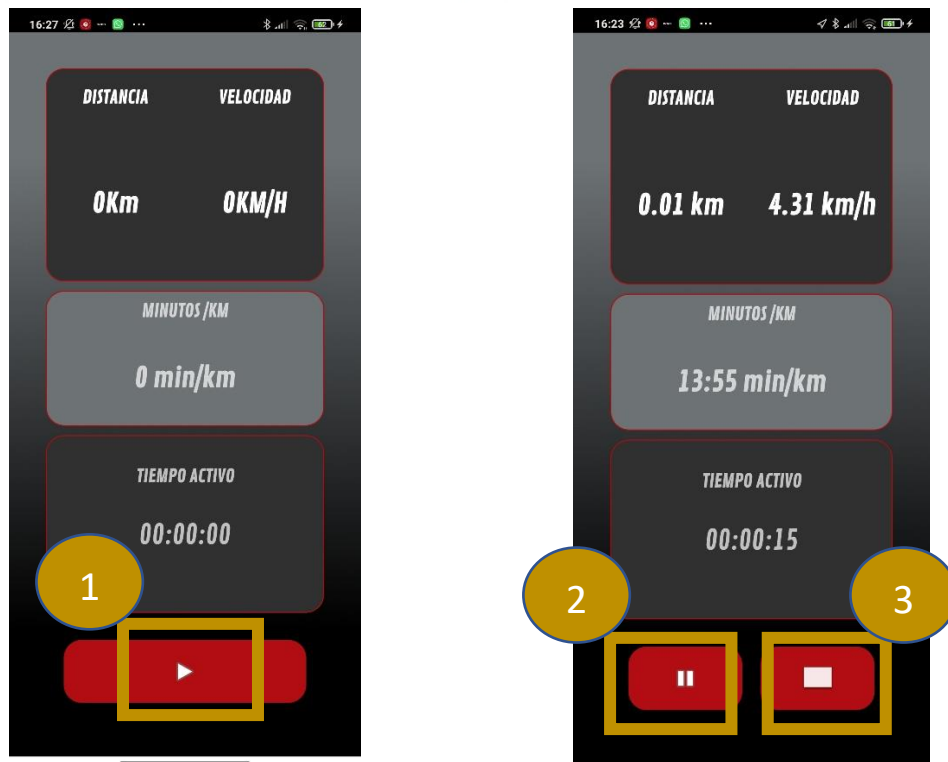 16:27
62
DISTANCIA VELOCIDAD
0Km 0KM/H
MINUTOS /KM
0 min/km
TIEMPO ACTIVO
00:00:00
1
16:23
61
DISTANCIA VELOCIDAD
0.01 km 4.31 km/h
MINUTOS /KM
13:55 min/km
TIEMPO ACTIVO
00:00:15
2
3